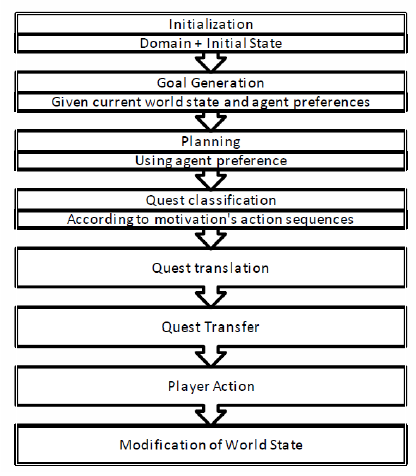 Initialization
Domain + Initial State
Goal Generation
Given current world state and agent preferences
Planning
Using agent preference
Quest classification
According to motivation's action sequences
Quest translation
Quest Transfer
Player Action
Modification of World State